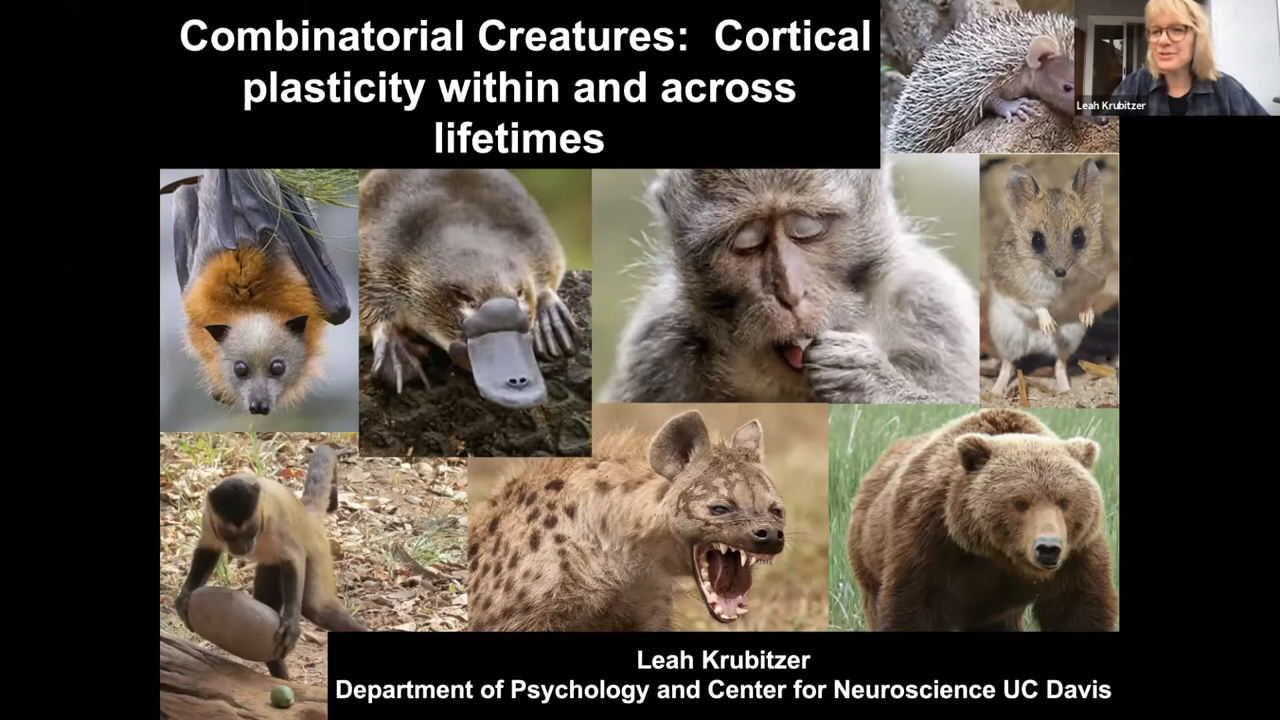 Combinatorial Creatures: Cortical
plasticity within and across
lifetimes
Leah Krubitzer
Leah Krubitzer
Department of Psychology and Center for Neuroscience UC Davis